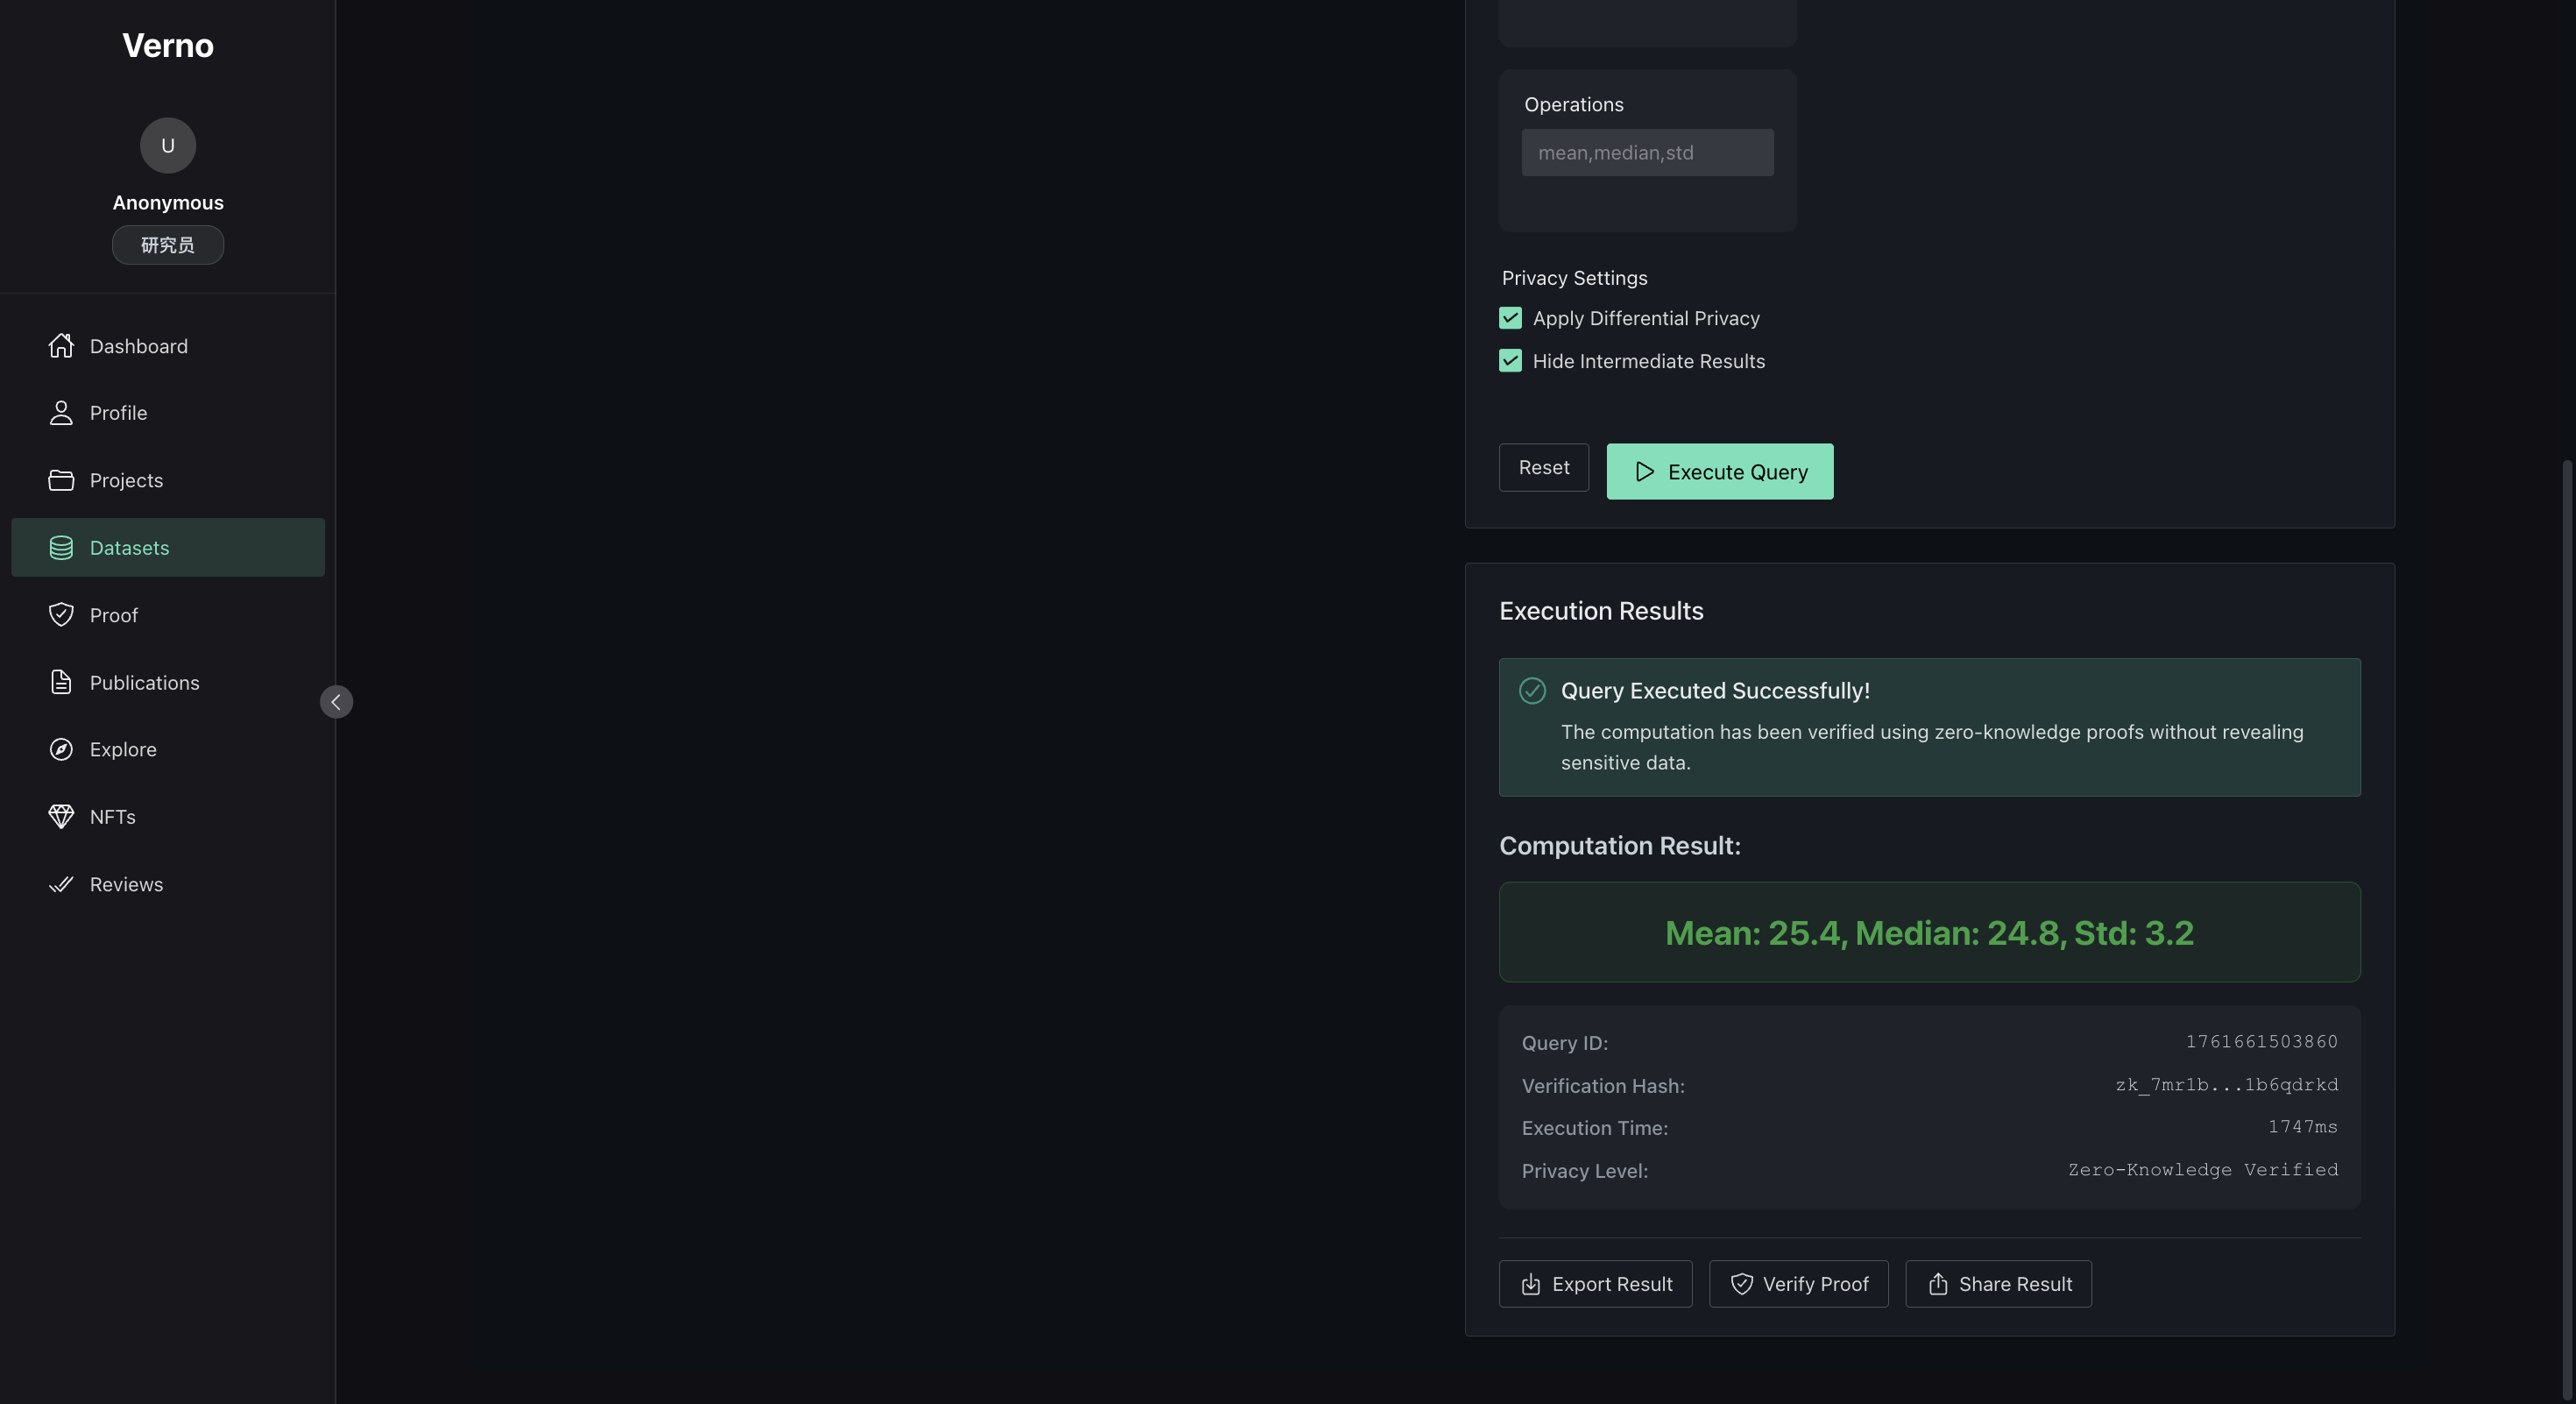 Verno
U
Anonymous
研究员
Dashboard
Profile
Projects
Datasets
Proof
Publications
Explore
NFTs
Reviews
Operations
mean,median,std
Privacy Settings
Apply Differential Privacy
Hide Intermediate Results
Reset
Execute Query
Execution Results
Query Executed Successfully!
The computation has been verified using zero-knowledge proofs without revealing
sensitive data.
Computation Result:
Mean: 25.4, Median: 24.8, Std: 3.2
Query ID: 1761661503860
Verification Hash: zk_7mr1b...1b6qdrkd
Execution Time: 1747ms
Privacy Level: Zero-Knowledge Verified
Export Result
Verify Proof
Share Result